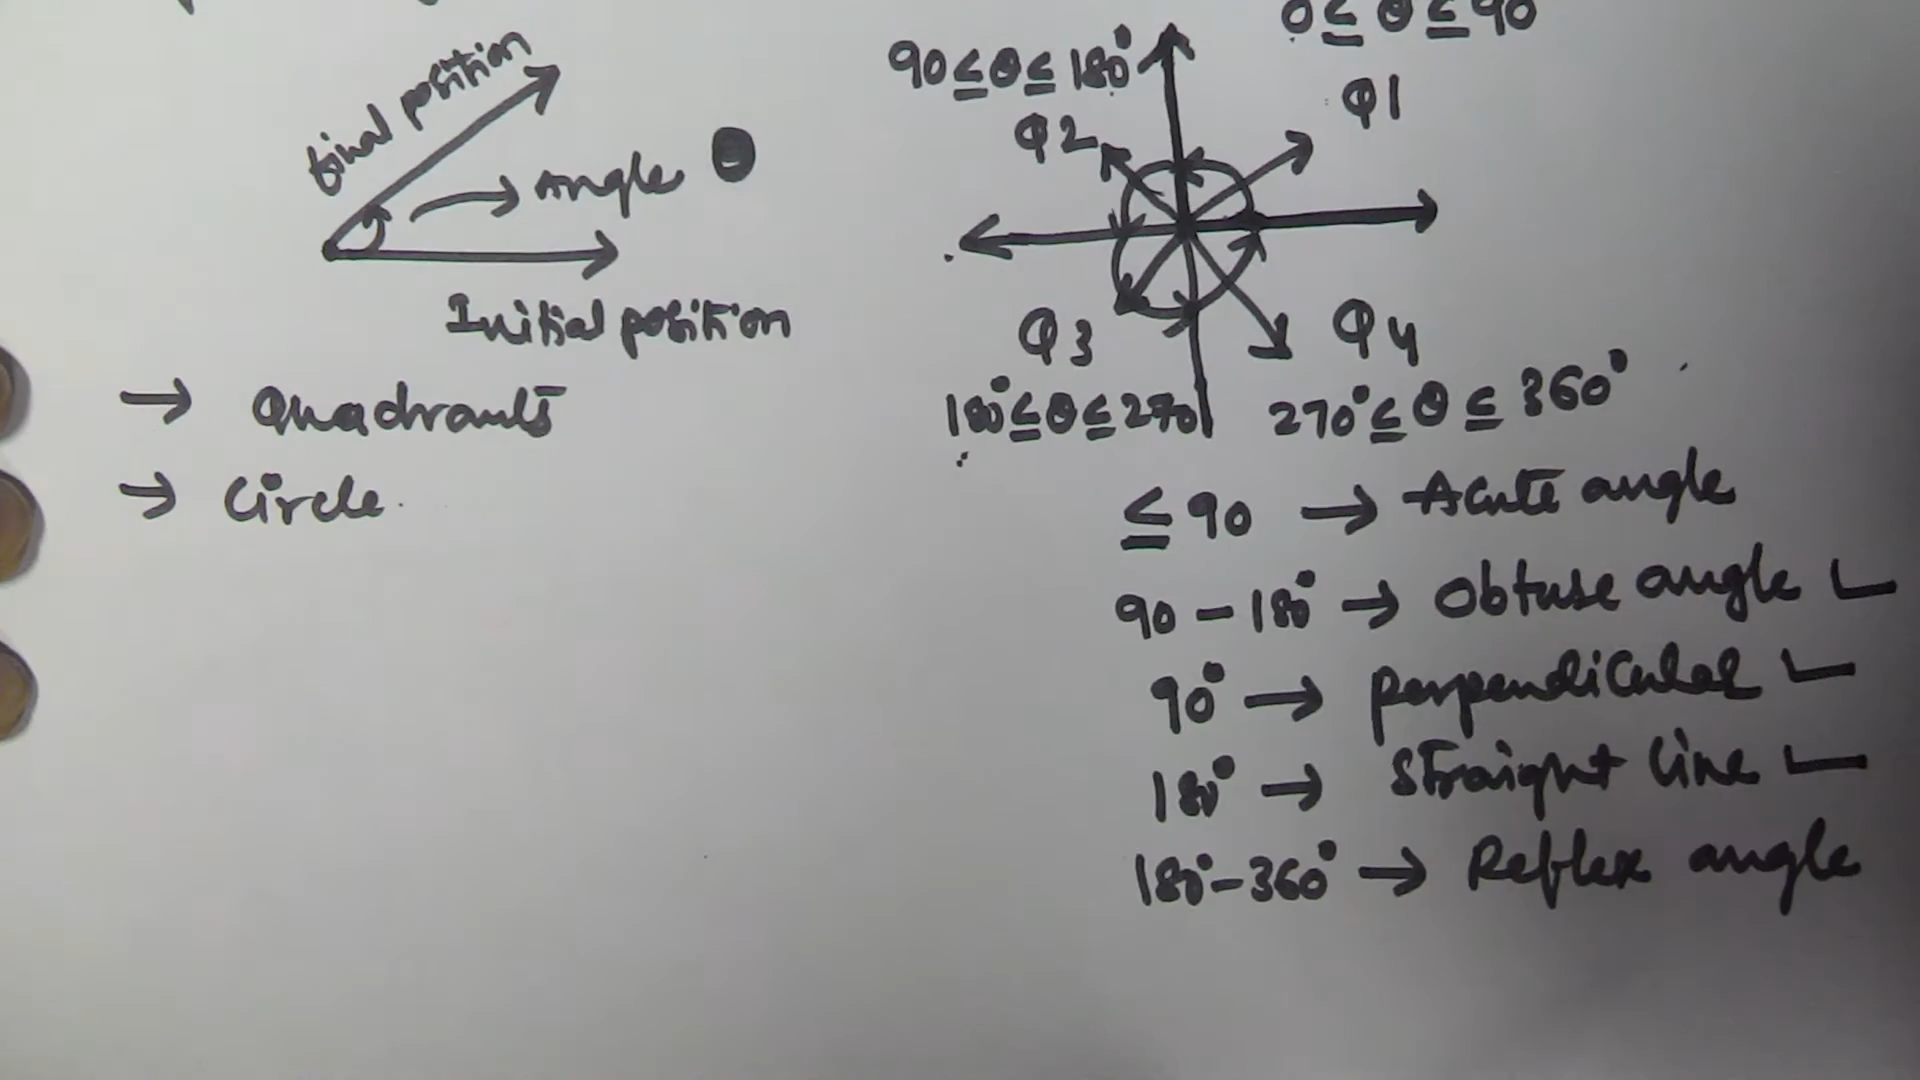 0 ≤ θ ≤ 90
90 ≤ θ ≤ 180°
Q1
final position
Q2
Angle θ
Initial position
Q3
Q4
→ Quadrants
180° ≤ θ ≤ 270
270° ≤ θ ≤ 360°
→ Circle.
≤ 90 → Acute angle
90 - 180° → Obtuse angle
90° → perpendicular
180° → Straight line
180° - 360° → Reflex angle